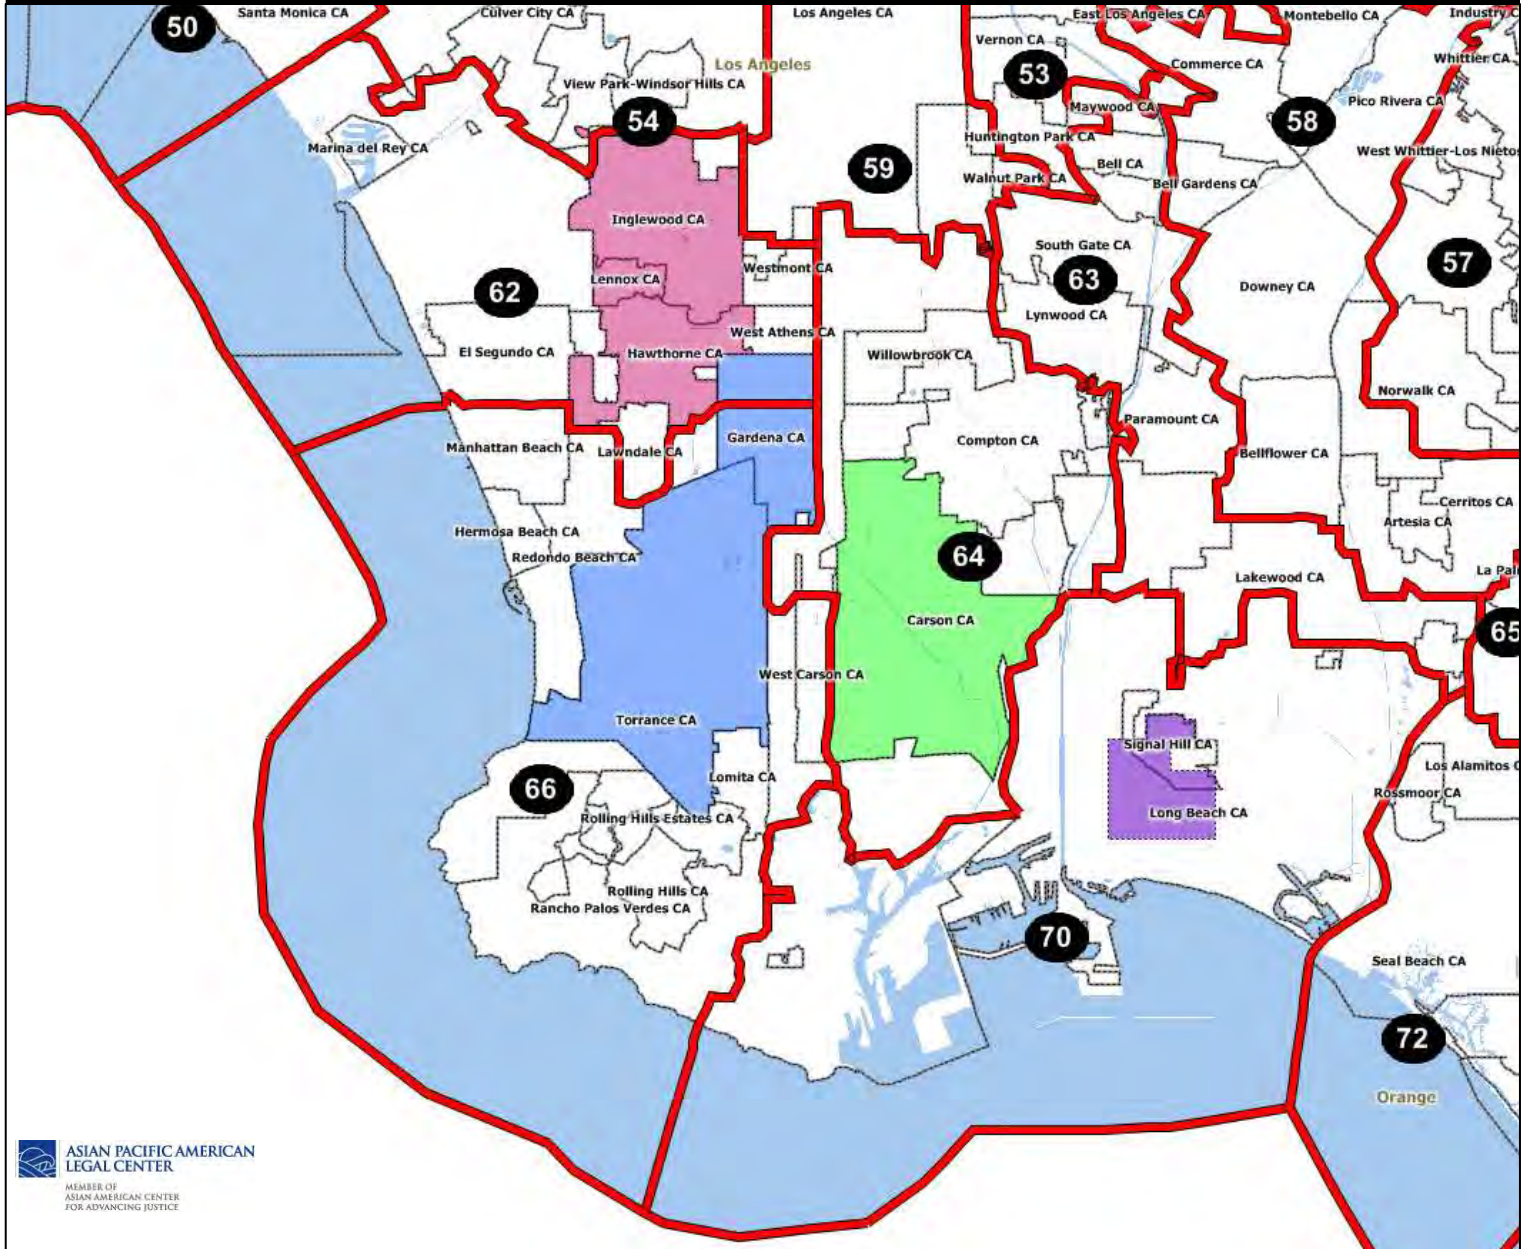 50
Santa Monica CA
Culver City CA
Los Angeles CA
East Los Angeles CA
Montebello CA
Vernon CA
Los Angeles
Whittier CA
53
Commerce CA
View Park-Windsor Hills CA
Pico Rivera CA
54
Maywood CA
58
Huntington Park CA
Marina del Rey CA
West Whittier-Los Nietos
59
Bell CA
Walnut Park CA
Bell Gardens CA
Inglewood CA
South Gate CA
57
Westmont CA
Lennox CA
63
62
Downey CA
Lynwood CA
West Athens CA
El Segundo CA
Hawthorne CA
Willowbrook CA
Norwalk CA
Paramount CA
Gardena CA
Compton CA
Manhattan Beach CA
Lawndale CA
Bellflower CA
Cerritos CA
Artesia CA
Hermosa Beach CA
Redondo Beach CA
64
La Pal
Lakewood CA
Carson CA
65
West Carson CA
Torrance CA
Signal Hill CA
Los Alamitos C
Lomita CA
66
Rossmoor CA
Long Beach CA
Rolling Hills Estates CA
Rolling Hills CA
Rancho Palos Verdes CA
70
Seal Beach CA
72
Orange
ASIAN PACIFIC AMERICAN
LEGAL CENTER
MEMBER OF
ASIAN AMERICAN CENTER
FOR ADVANCING JUSTICE